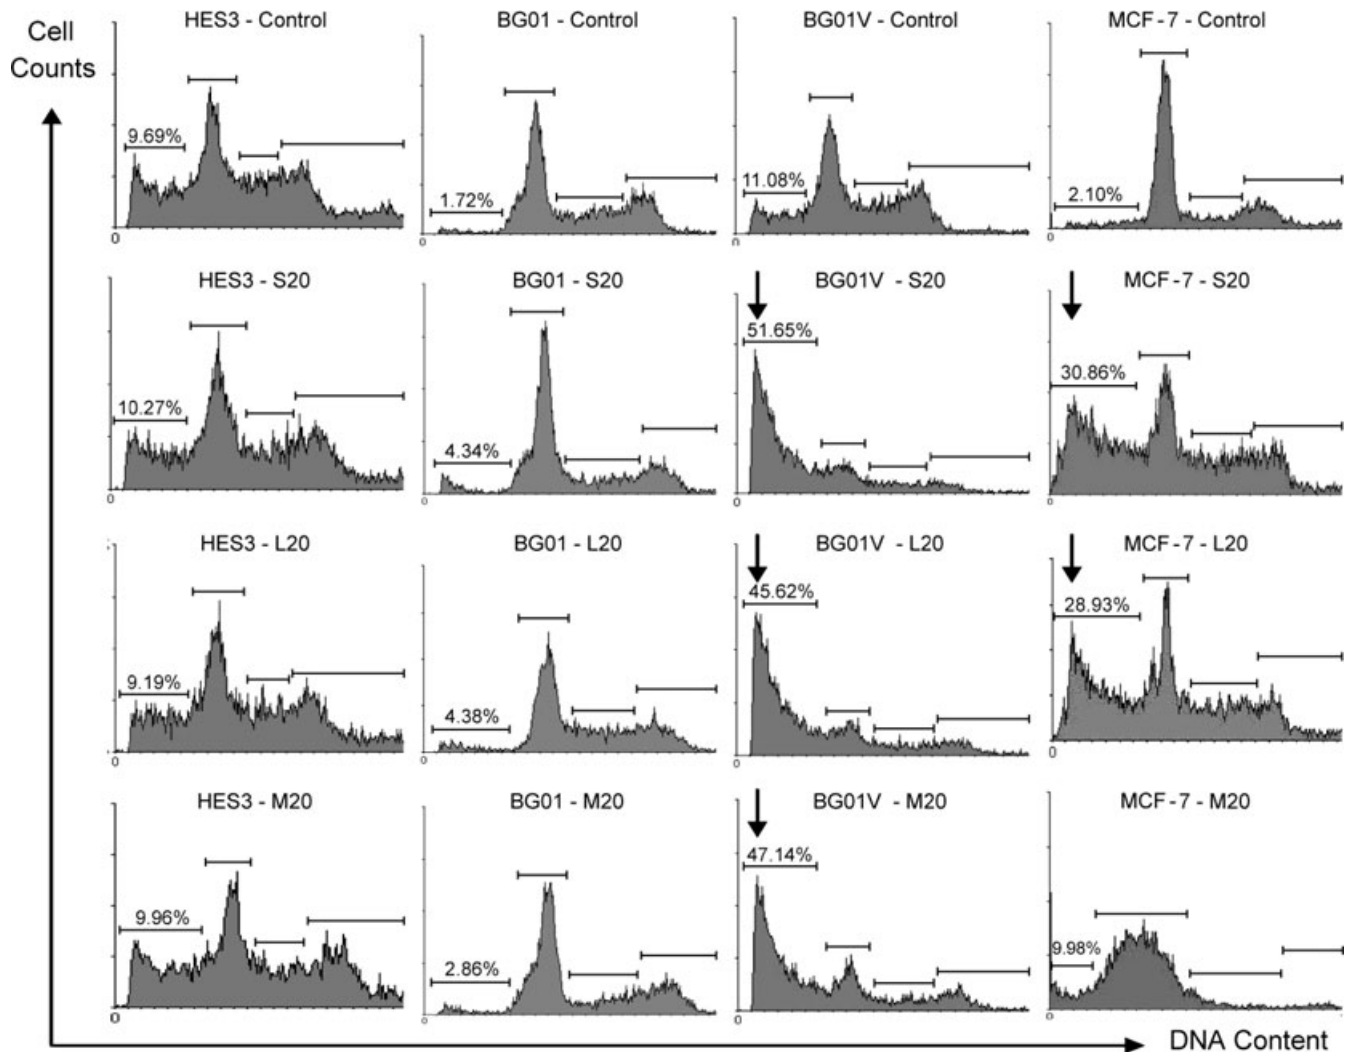 Cell
Counts
HES3 - Control
BG01 - Control
BG01V - Control
MCF-7 - Control
9.69%
1.72%
11.08%
2.10%
0
0
0
0
HES3 - S20
BG01 - S20
BG01V - S20
MCF-7 - S20
10.27%
4.34%
51.65%
30.86%
0
0
0
0
HES3 - L20
BG01 - L20
BG01V - L20
MCF-7 - L20
9.19%
4.38%
45.62%
28.93%
0
0
0
0
HES3 - M20
BG01 - M20
BG01V - M20
MCF-7 - M20
9.96%
2.86%
47.14%
9.98%
0
0
0
0
DNA Content